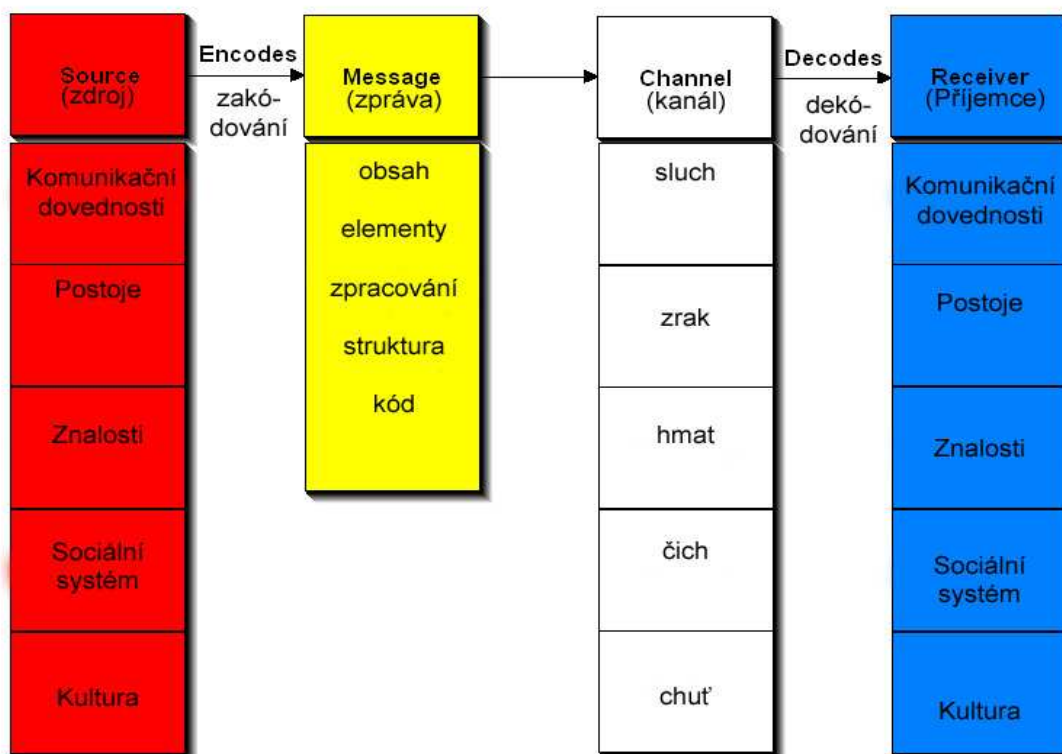 Source
(zdroj)
Encodes
zakó-
dování
Message
(zpráva)
Channel
(kanál)
Decodes
dekó-
dování
Receiver
(Příjemce)
Komunikační
dovednosti
Postoje
Znalosti
Sociální
systém
Kultura
obsah
elementy
zpracování
struktura
kód
sluch
zrak
hmat
čich
chuť
Komunikační
dovednosti
Postoje
Znalosti
Sociální
systém
Kultura